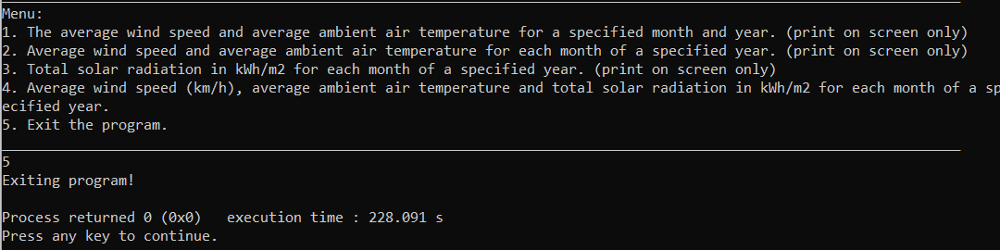 Menu:
1. The average wind speed and average ambient air temperature for a specified month and year. (print on screen only)
2. Average wind speed and average ambient air temperature for each month of a specified year. (print on screen only)
3. Total solar radiation in kWh/m2 for each month of a specified year. (print on screen only)
4. Average wind speed (km/h), average ambient air temperature and total solar radiation in kWh/m2 for each month of a sp
ecified year.
5. Exit the program.
5
Exiting program!
Process returned 0 (0x0)   execution time : 228.091 s
Press any key to continue.